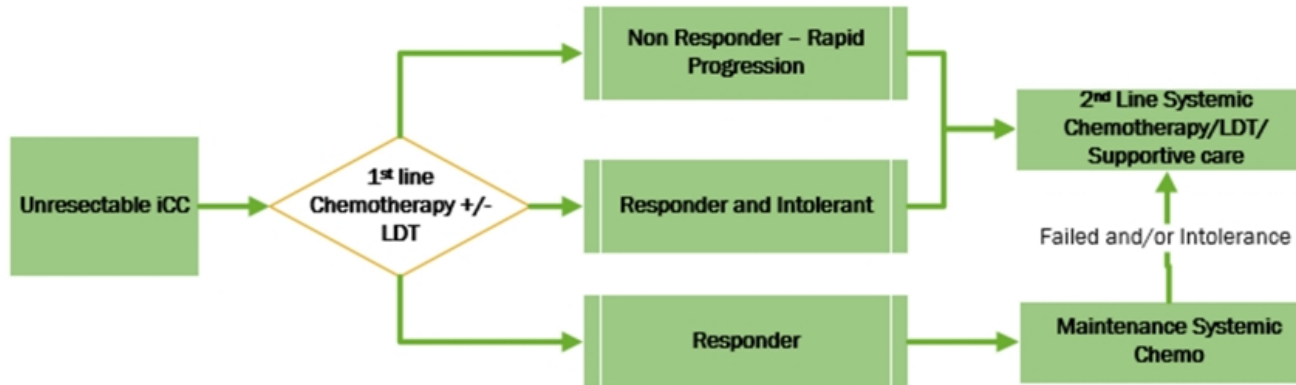 Non Responder – Rapid
Progression
2nd Line Systemic
Chemotherapy/LDT/
Supportive care
Unresectable iCC
1st line
Chemotherapy +/-
LDT
Responder and Intolerant
Failed and/or Intolerance
Responder
Maintenance Systemic
Chemo